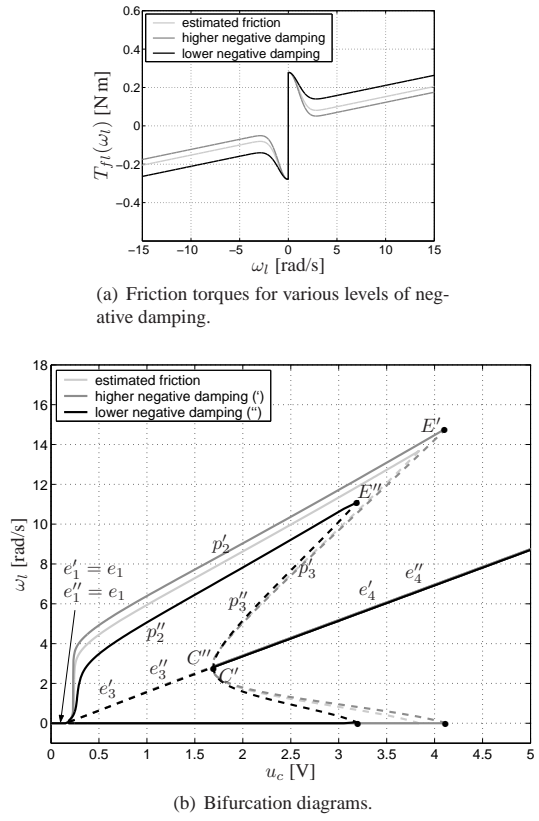 estimated friction
higher negative damping
lower negative damping
0.6
0.4
0.2
0
−0.2
−0.4
−15
−10
−5
0
5
10
15
T_{fl}(ω_l) [N m]
ω_l [rad/s]
(a) Friction torques for various levels of neg-
ative damping.
estimated friction
higher negative damping (')
lower negative damping ('')
18
16
14
12
10
8
6
4
2
0
0
0.5
1
1.5
2
2.5
3
3.5
4
4.5
5
ω_l [rad/s]
u_c [V]
E′
E″
p′_2
p′_3
e′_1 = e_1
e″_1 = e_1
e′_4
e″_4
p″_3
p″_2
C″
C′
e″_3
e′_3
(b) Bifurcation diagrams.